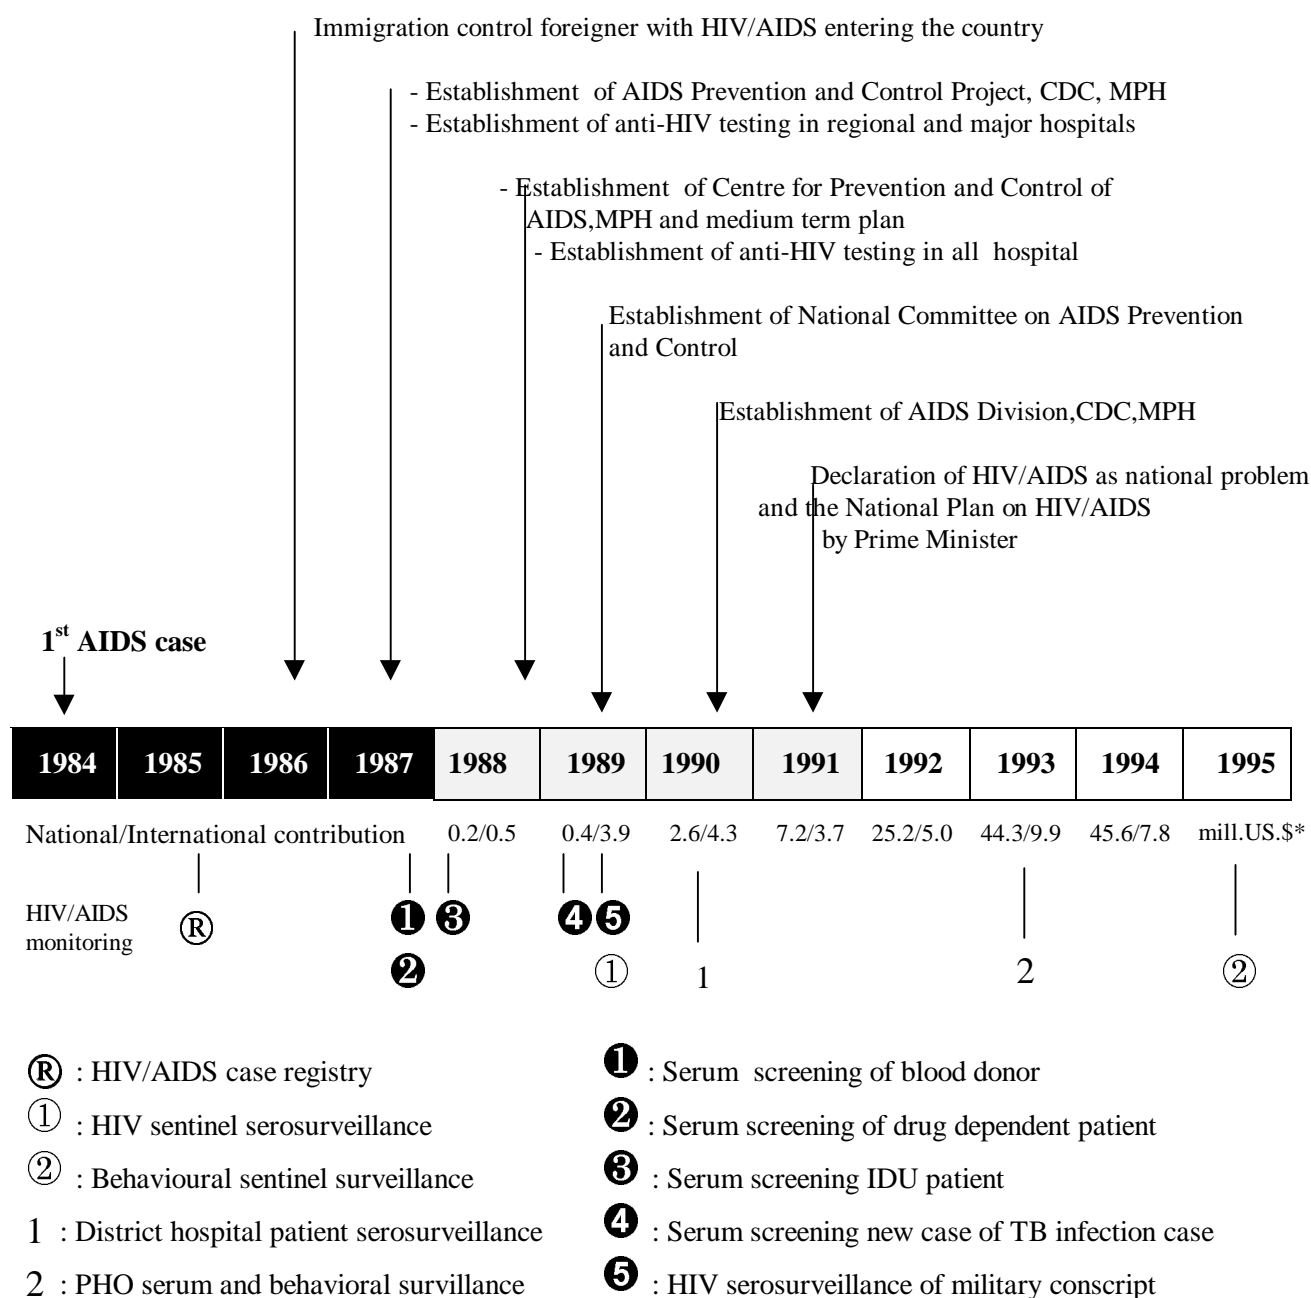 Immigration control foreigner with HIV/AIDS entering the country
- Establishment of AIDS Prevention and Control Project, CDC, MPH
- Establishment of anti-HIV testing in regional and major hospitals
- Establishment of Centre for Prevention and Control of
AIDS,MPH and medium term plan
- Establishment of anti-HIV testing in all hospital
Establishment of National Committee on AIDS Prevention
and Control
Establishment of AIDS Division,CDC,MPH
Declaration of HIV/AIDS as national problem
and the National Plan on HIV/AIDS
by Prime Minister
1st AIDS case
1984 1985 1986 1987 1988 1989 1990 1991 1992 1993 1994 1995
National/International contribution 0.2/0.5 0.4/3.9 2.6/4.3 7.2/3.7 25.2/5.0 44.3/9.9 45.6/7.8 mill.US.$*
HIV/AIDS
monitoring
Ⓡ ❶ ❸ ❹ ❺
❷ ① 1 2 ②
Ⓡ : HIV/AIDS case registry
① : HIV sentinel serosurveillance
② : Behavioural sentinel surveillance
1 : District hospital patient serosurveillance
2 : PHO serum and behavioral survillance
❶ : Serum screening of blood donor
❷ : Serum screening of drug dependent patient
❸ : Serum screening IDU patient
❹ : Serum screening new case of TB infection case
❺ : HIV serosurveillance of military conscript